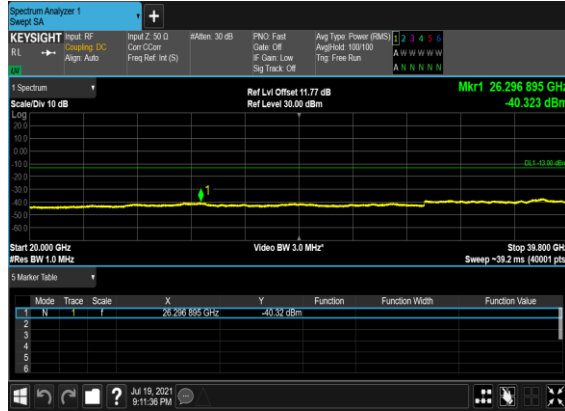 Spectrum Analyzer 1
Swept SA
+
KEYSIGHT Input: RF Input Z: 50 Ω #Atten: 30 dB PNO: Fast Avg Type: Power (RMS) 1 2 3 4 5 6
RL Coupling: DC Corr CCorr Gate: Off Avg|Hold: 100/100 A W W W W W
Align: Auto Freq Ref: Int (S) IF Gain: Low Trig: Free Run
LV Sig Track: Off A N N N N N
1 Spectrum Ref Lvl Offset 11.77 dB Mkr1 26.296 895 GHz
Scale/Div 10 dB Ref Level 30.00 dBm -40.323 dBm
Log
20.0
10.0
0.00
-10.0
DL1 -13.00 dBm
-20.0
-30.0
1
-40.0
-50.0
-60.0
Start 20.000 GHz Video BW 3.0 MHz* Stop 39.800 GHz
#Res BW 1.0 MHz Sweep ~39.2 ms (40001 pts)
5 Marker Table
Mode Trace Scale X Y Function Function Width Function Value
1 N 1 f 26.296 895 GHz -40.32 dBm
2
3
4
5
6
? Jul 19, 2021
9:11:36 PM